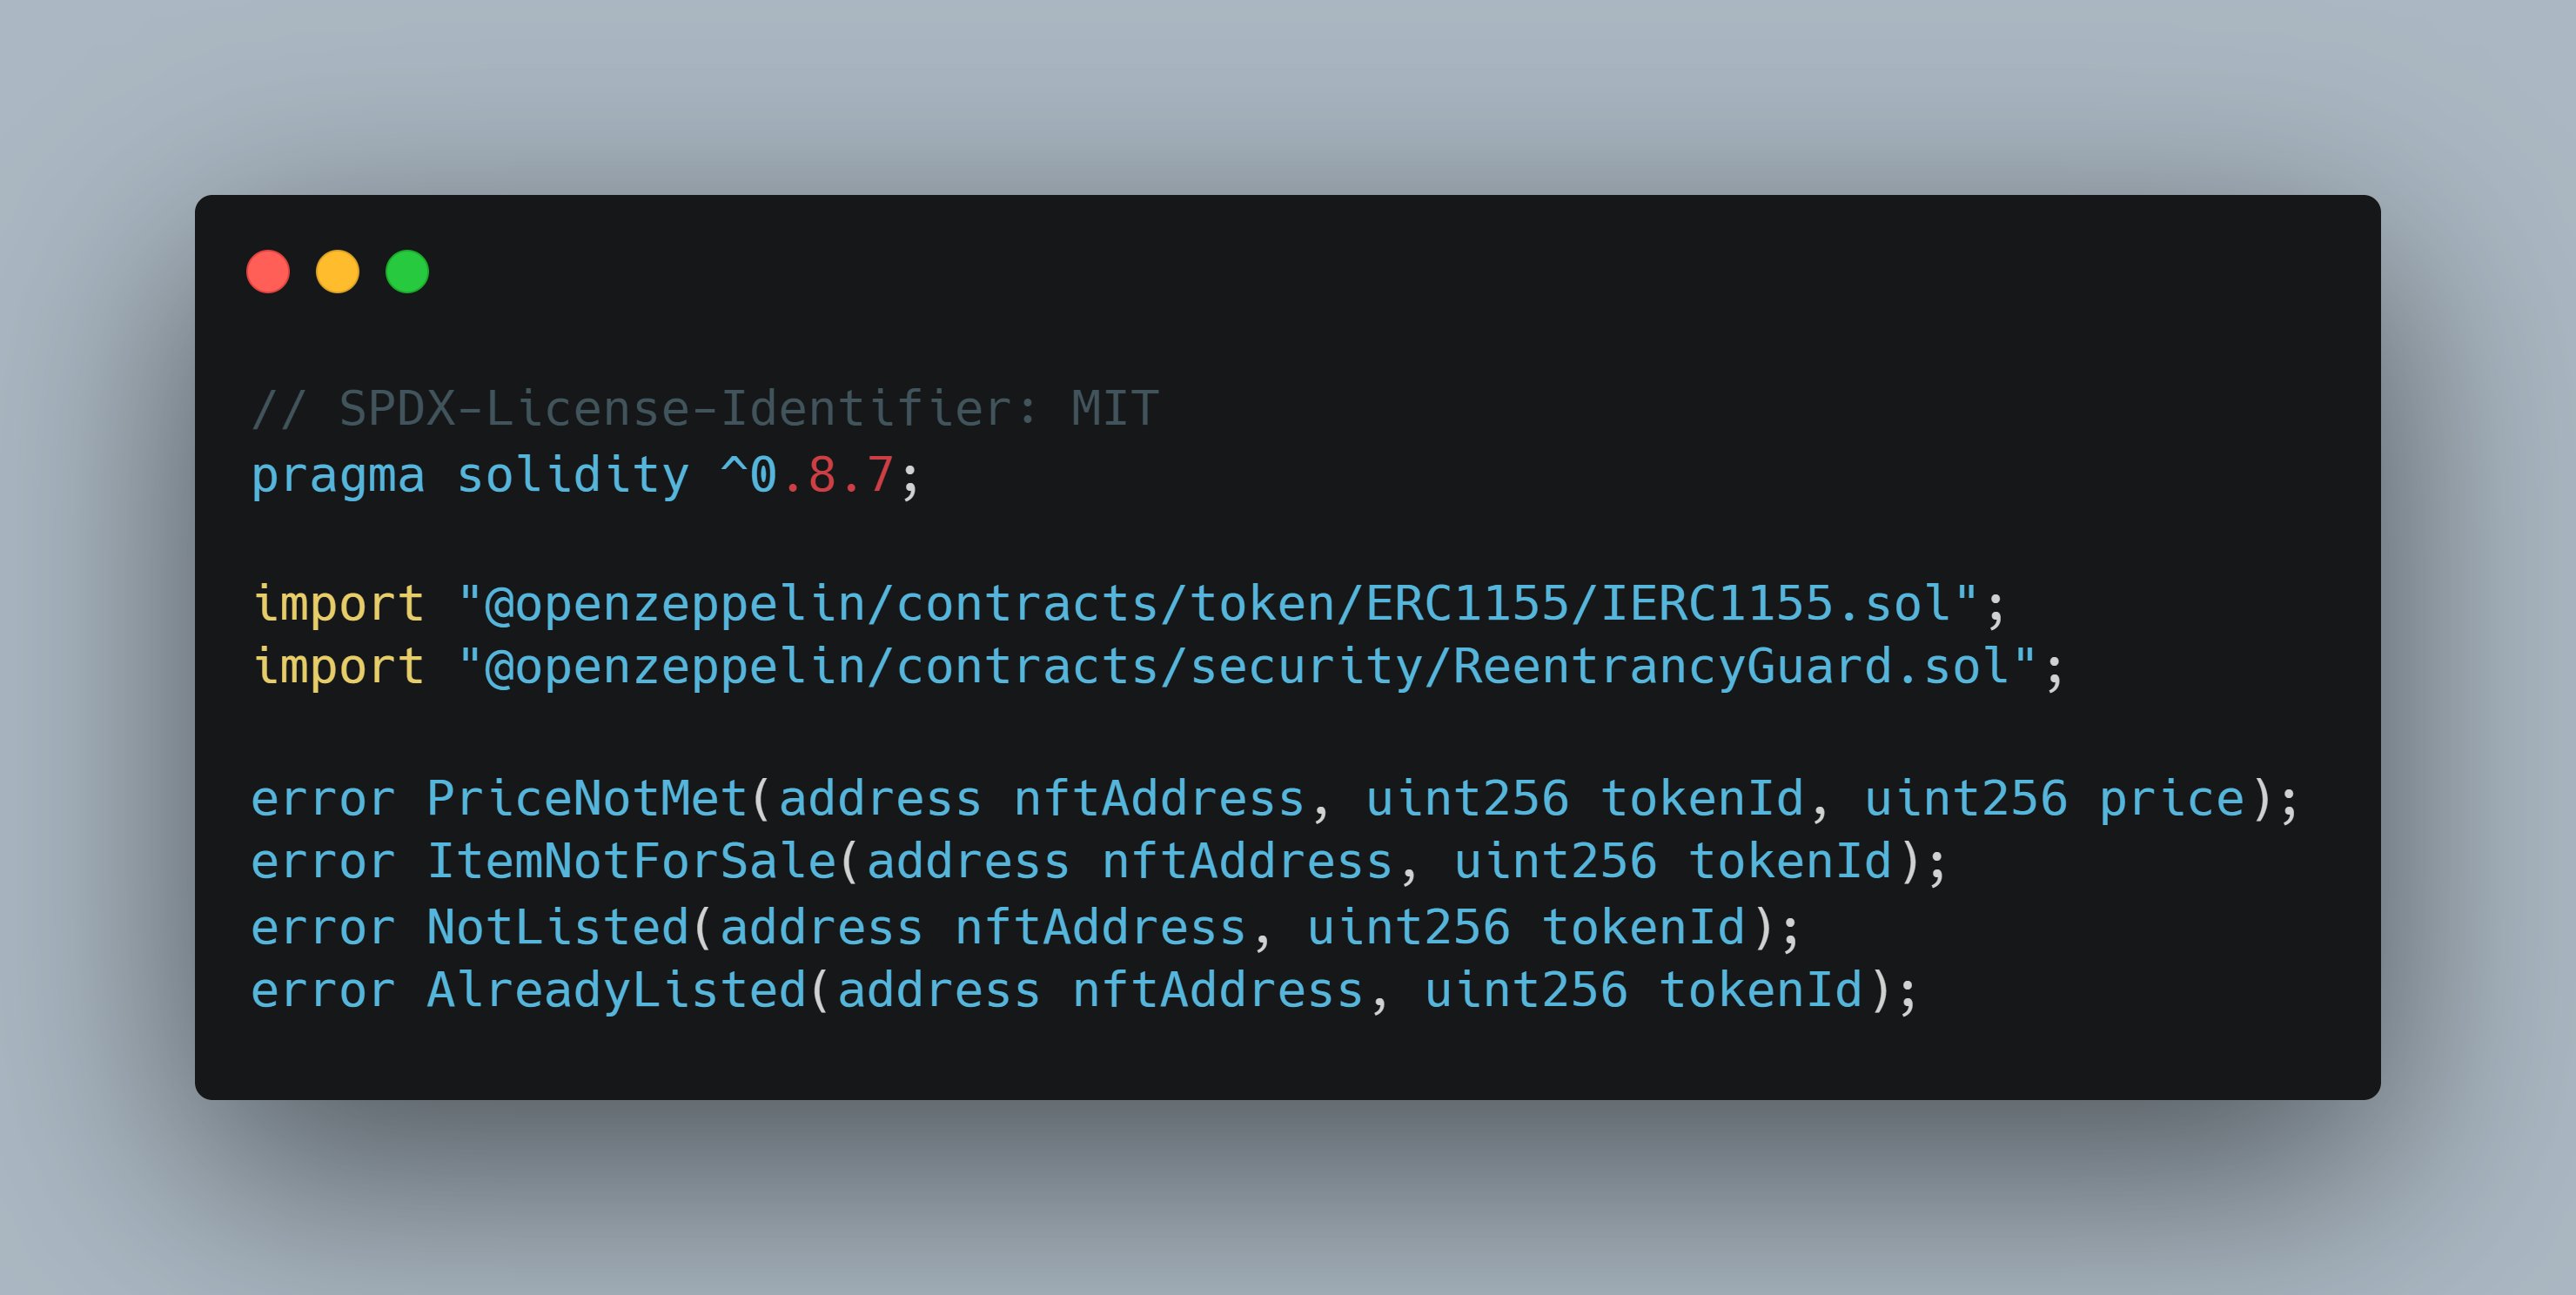 // SPDX-License-Identifier: MIT
pragma solidity ^0.8.7;
import "@openzeppelin/contracts/token/ERC1155/IERC1155.sol";
import "@openzeppelin/contracts/security/ReentrancyGuard.sol";
error PriceNotMet(address nftAddress, uint256 tokenId, uint256 price);
error ItemNotForSale(address nftAddress, uint256 tokenId);
error NotListed(address nftAddress, uint256 tokenId);
error AlreadyListed(address nftAddress, uint256 tokenId);